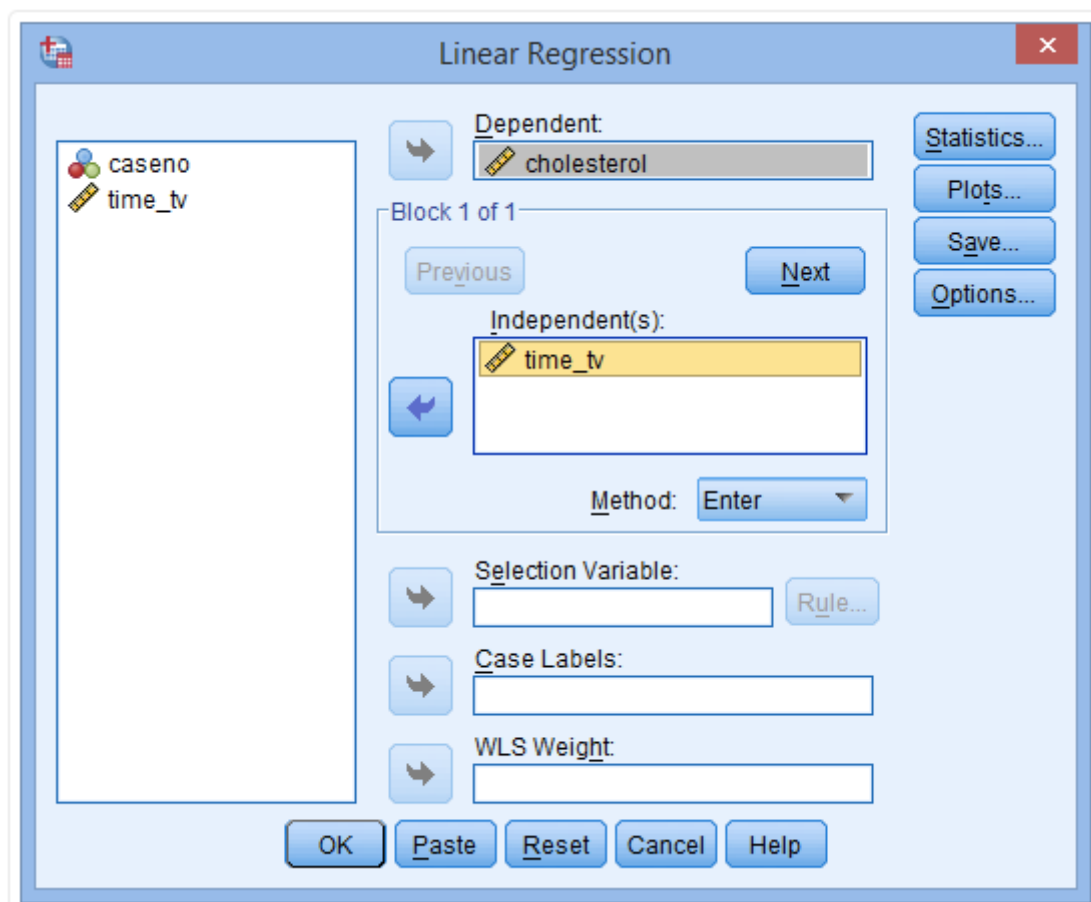 Linear Regression
caseno
time_tv
Dependent:
cholesterol
Block 1 of 1
Previous
Next
Independent(s):
time_tv
Method: Enter
Selection Variable:
Rule...
Case Labels:
WLS Weight:
Statistics...
Plots...
Save...
Options...
OK Paste Reset Cancel Help